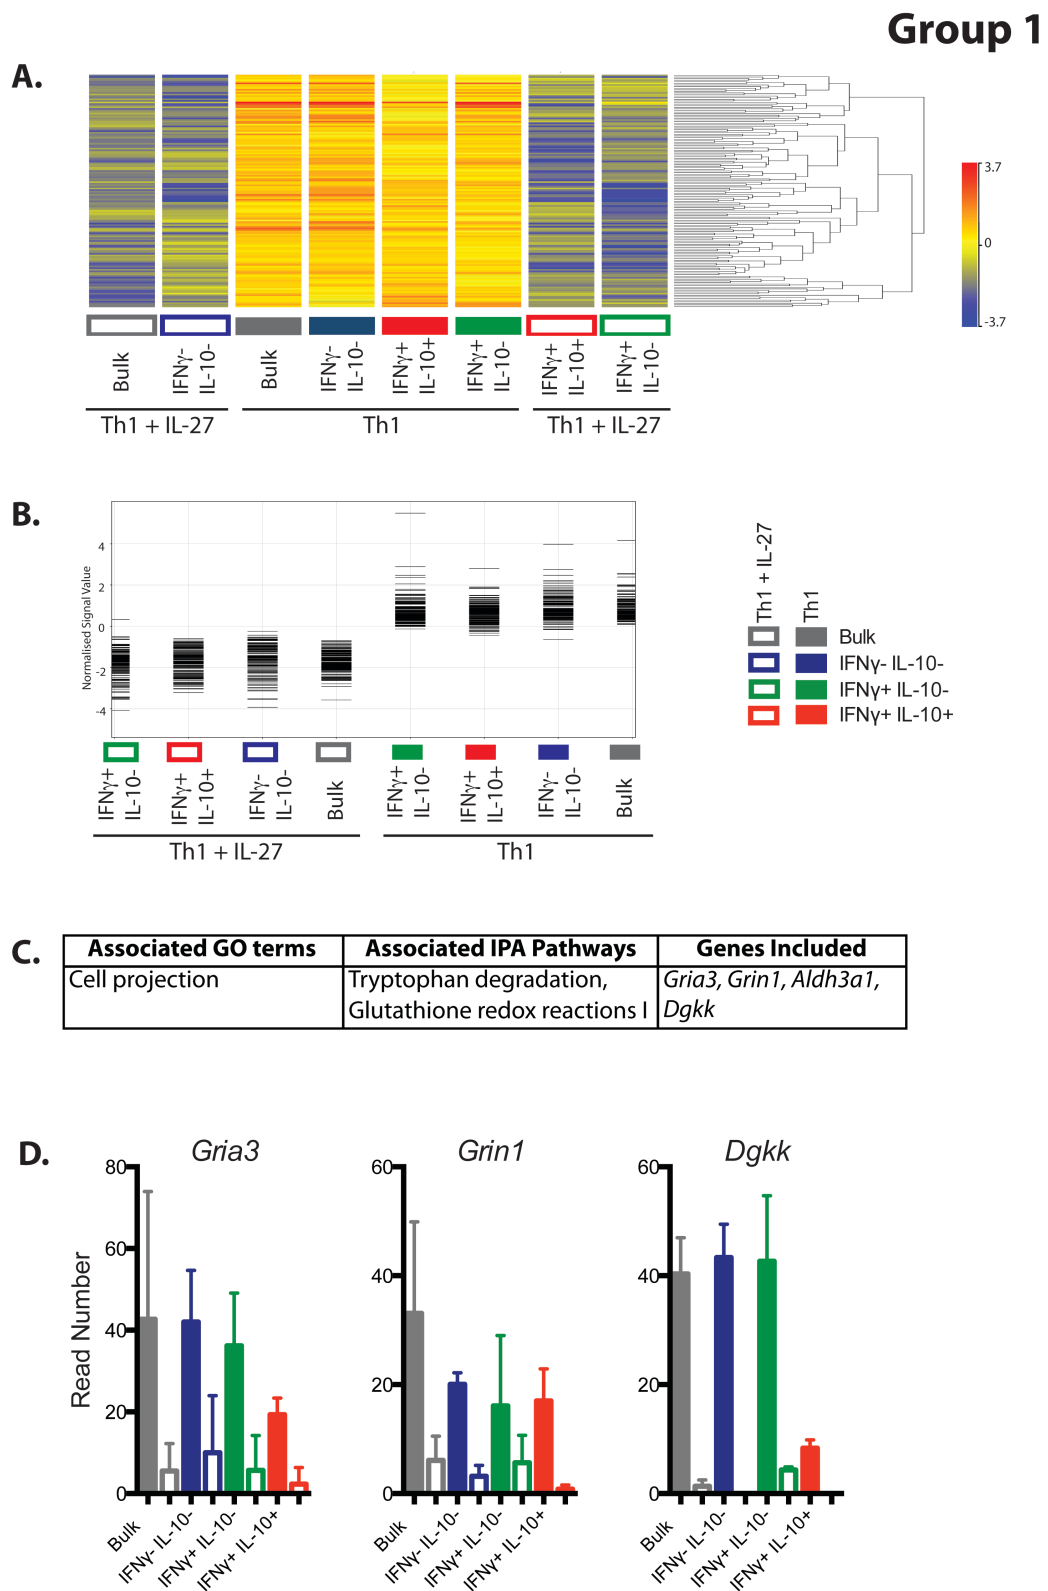 Group 1
A.
3.7
0
-3.7
Bulk
IFNγ-
IL-10-
Bulk
IFNγ-
IL-10-
IFNγ+
IL-10+
IFNγ+
IL-10-
IFNγ+
IL-10+
IFNγ+
IL-10-
Th1 + IL-27
Th1
Th1 + IL-27
B.
Normalised Signal Value
4
2
0
-2
-4
IFNγ+
IL-10-
IFNγ+
IL-10+
IFNγ-
IL-10-
Bulk
IFNγ+
IL-10-
IFNγ+
IL-10+
IFNγ-
IL-10-
Bulk
Th1 + IL-27
Th1
Th1 + IL-27
Th1
Bulk
IFNγ- IL-10-
IFNγ+ IL-10-
IFNγ+ IL-10+
C.
Associated GO terms
Associated IPA Pathways
Genes Included
Cell projection
Tryptophan degradation,
Glutathione redox reactions I
Gria3, Grin1, Aldh3a1,
Dgkk
D.
Gria3
Read Number
80
60
40
20
0
Bulk
IFNγ- IL-10-
IFNγ+ IL-10-
IFNγ+ IL-10+
Grin1
60
40
20
0
Bulk
IFNγ- IL-10-
IFNγ+ IL-10-
IFNγ+ IL-10+
Dgkk
60
40
20
0
Bulk
IFNγ- IL-10-
IFNγ+ IL-10-
IFNγ+ IL-10+